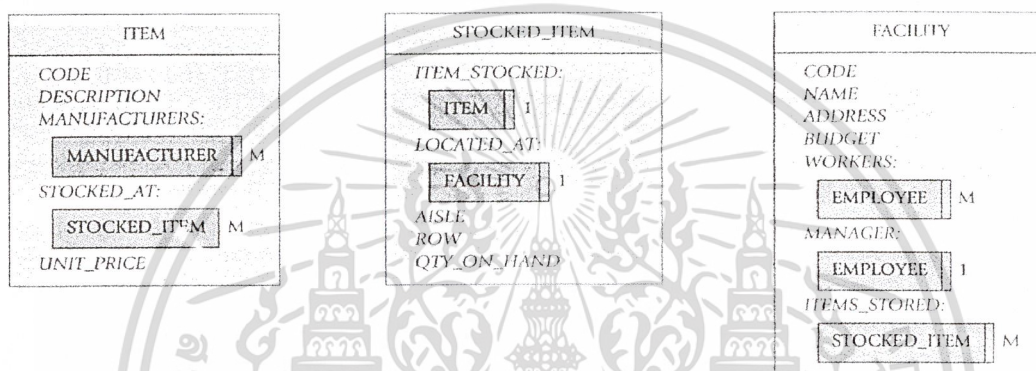 ITEM
CODE
DESCRIPTION
MANUFACTURERS:
MANUFACTURER M
STOCKED_AT:
STOCKED_ITEM M
UNIT_PRICE
STOCKED_ITEM
ITEM_STOCKED:
ITEM 1
LOCATED_AT:
FACILITY 1
AISLE
ROW
QTY_ON_HAND
FACILITY
CODE
NAME
ADDRESS
BUDGET
WORKERS:
EMPLOYEE M
MANAGER:
EMPLOYEE 1
ITEMS_STORED:
STOCKED_ITEM M